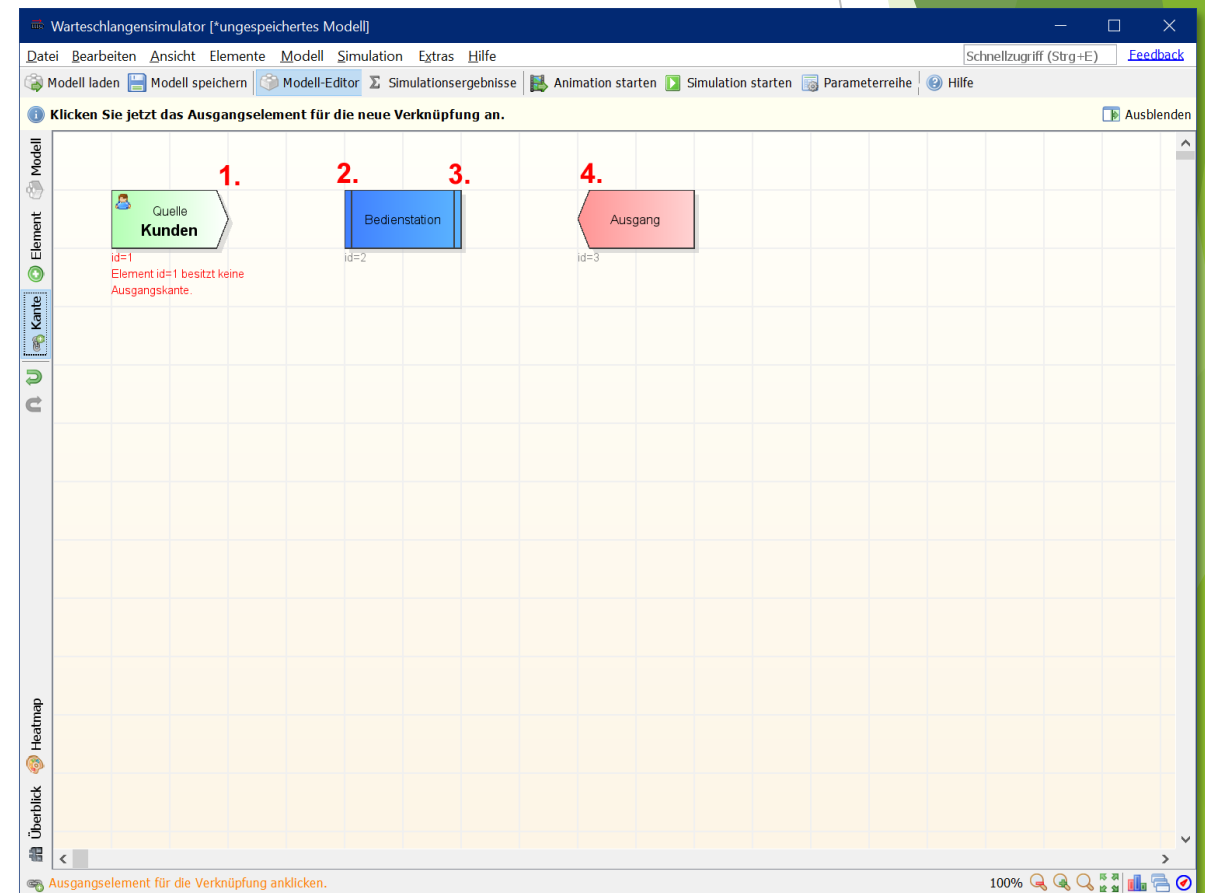 Warteschlangensimulator [*ungespeichertes Modell]
Datei Bearbeiten Ansicht Elemente Modell Simulation Extras Hilfe Schnellzugriff (Strg+E) Feedback
Modell laden Modell speichern Modell-Editor Σ Simulationsergebnisse Animation starten Simulation starten Parameterreihe Hilfe
Klicken Sie jetzt das Ausgangselement für die neue Verknüpfung an. Ausblenden
Modell
Element
Kante
1. 2. 3. 4.
Quelle
Kunden
Bedienstation
Ausgang
id=1
id=2
id=3
Element id=1 besitzt keine
Ausgangskante.
Heatmap
Überblick
Ausgangselement für die Verknüpfung anklicken. 100%